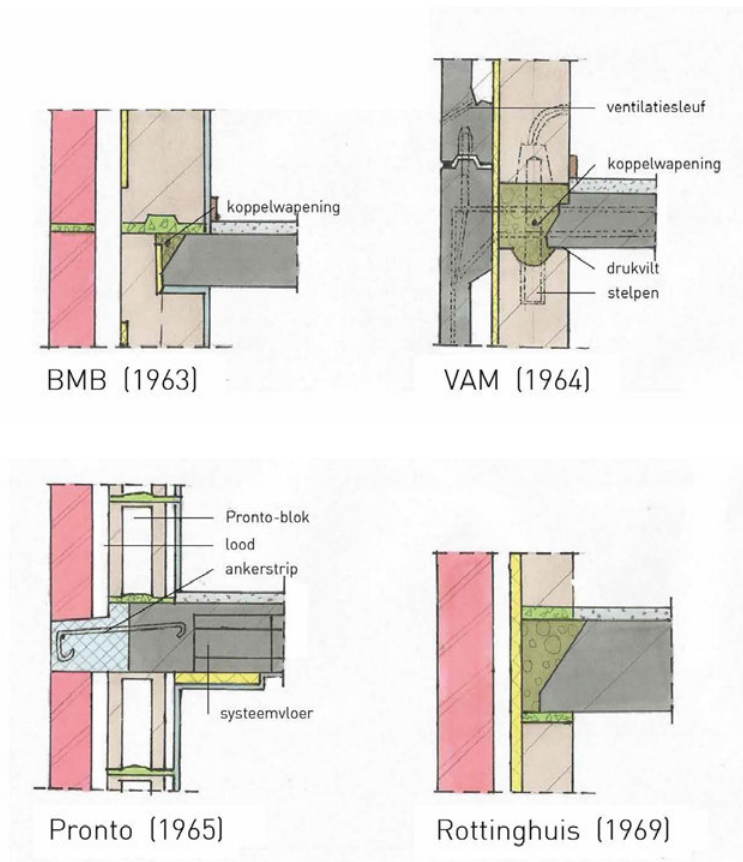 koppelwapening
BMB (1963)
ventilatiesleuf
koppelwapening
drukvilt
stelpen
VAM (1964)
Pronto-blok
lood
ankerstrip
systeemvloer
Pronto (1965)
Rottinghuis (1969)